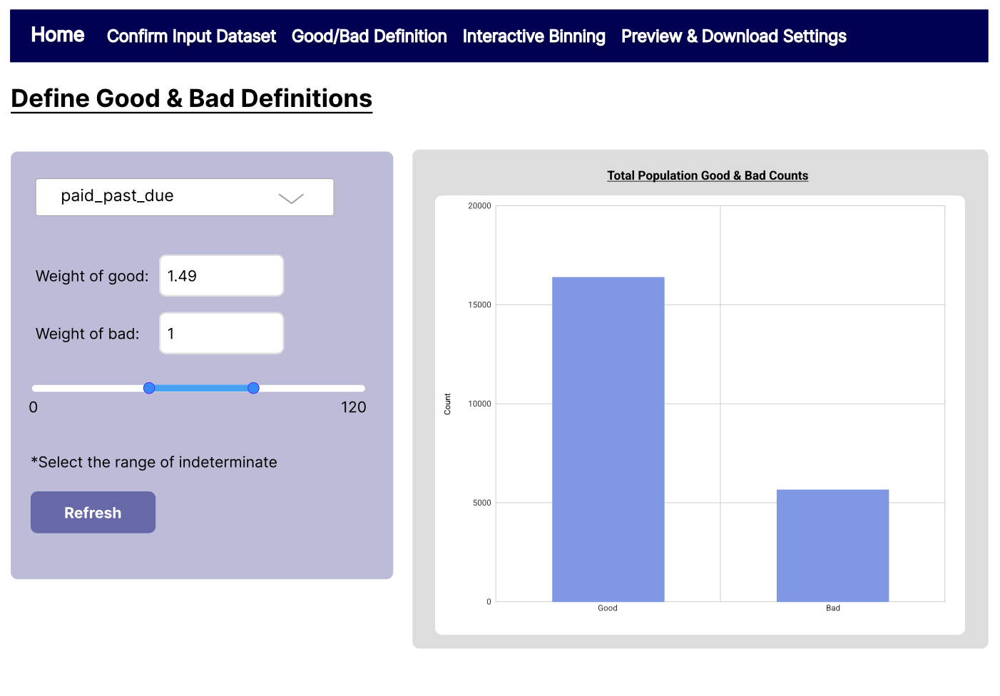 Home Confirm Input Dataset Good/Bad Definition Interactive Binning Preview & Download Settings
Define Good & Bad Definitions
paid_past_due
Weight of good: 1.49
Weight of bad: 1
0 120
*Select the range of indeterminate
Refresh
Total Population Good & Bad Counts
20000
15000
10000
5000
0
Count
Good Bad